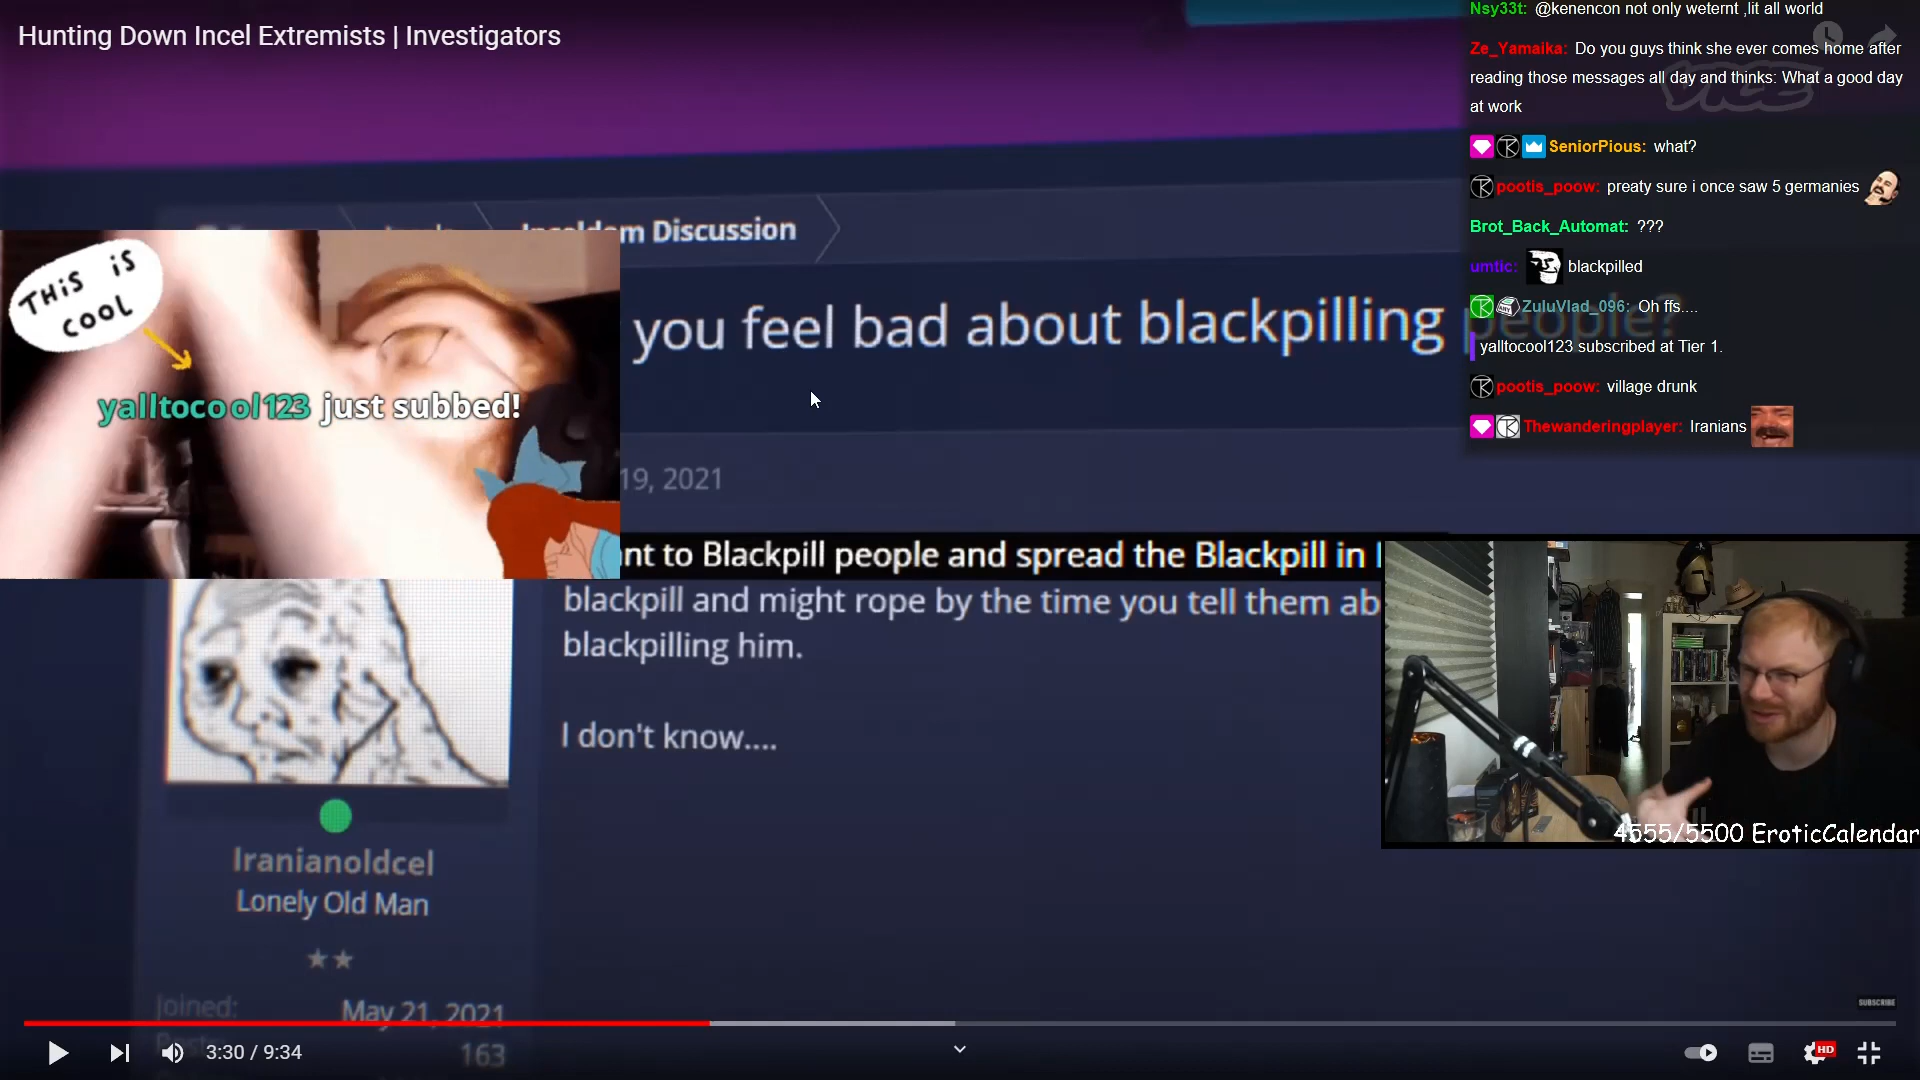 Hunting Down Incel Extremists | Investigators
VICE
Nsy33t: @kenencon not only weternt ,lit all world
Ze_Yamaika: Do you guys think she ever comes home after
reading those messages all day and thinks: What a good day
at work
SeniorPious: what?
pootis_poow: preaty sure i once saw 5 germanies
Brot_Back_Automat: ???
umtic: blackpilled
ZuluVlad_096: Oh ffs....
yalltocool123 subscribed at Tier 1.
pootis_poow: village drunk
Thewanderingplayer: Iranians
Discussion
you feel bad about blackpilling people?
THIS IS
COOL
yalltocool123 just subbed!
19, 2021
nt to Blackpill people and spread the Blackpill in
blackpill and might rope by the time you tell them ab
blackpilling him.
I don't know....
Iranianoldcel
Lonely Old Man
★★
Joined: May 21, 2021
163
4555/5500 EroticCalendar
SUBSCRIBE
3:30 / 9:34
HD